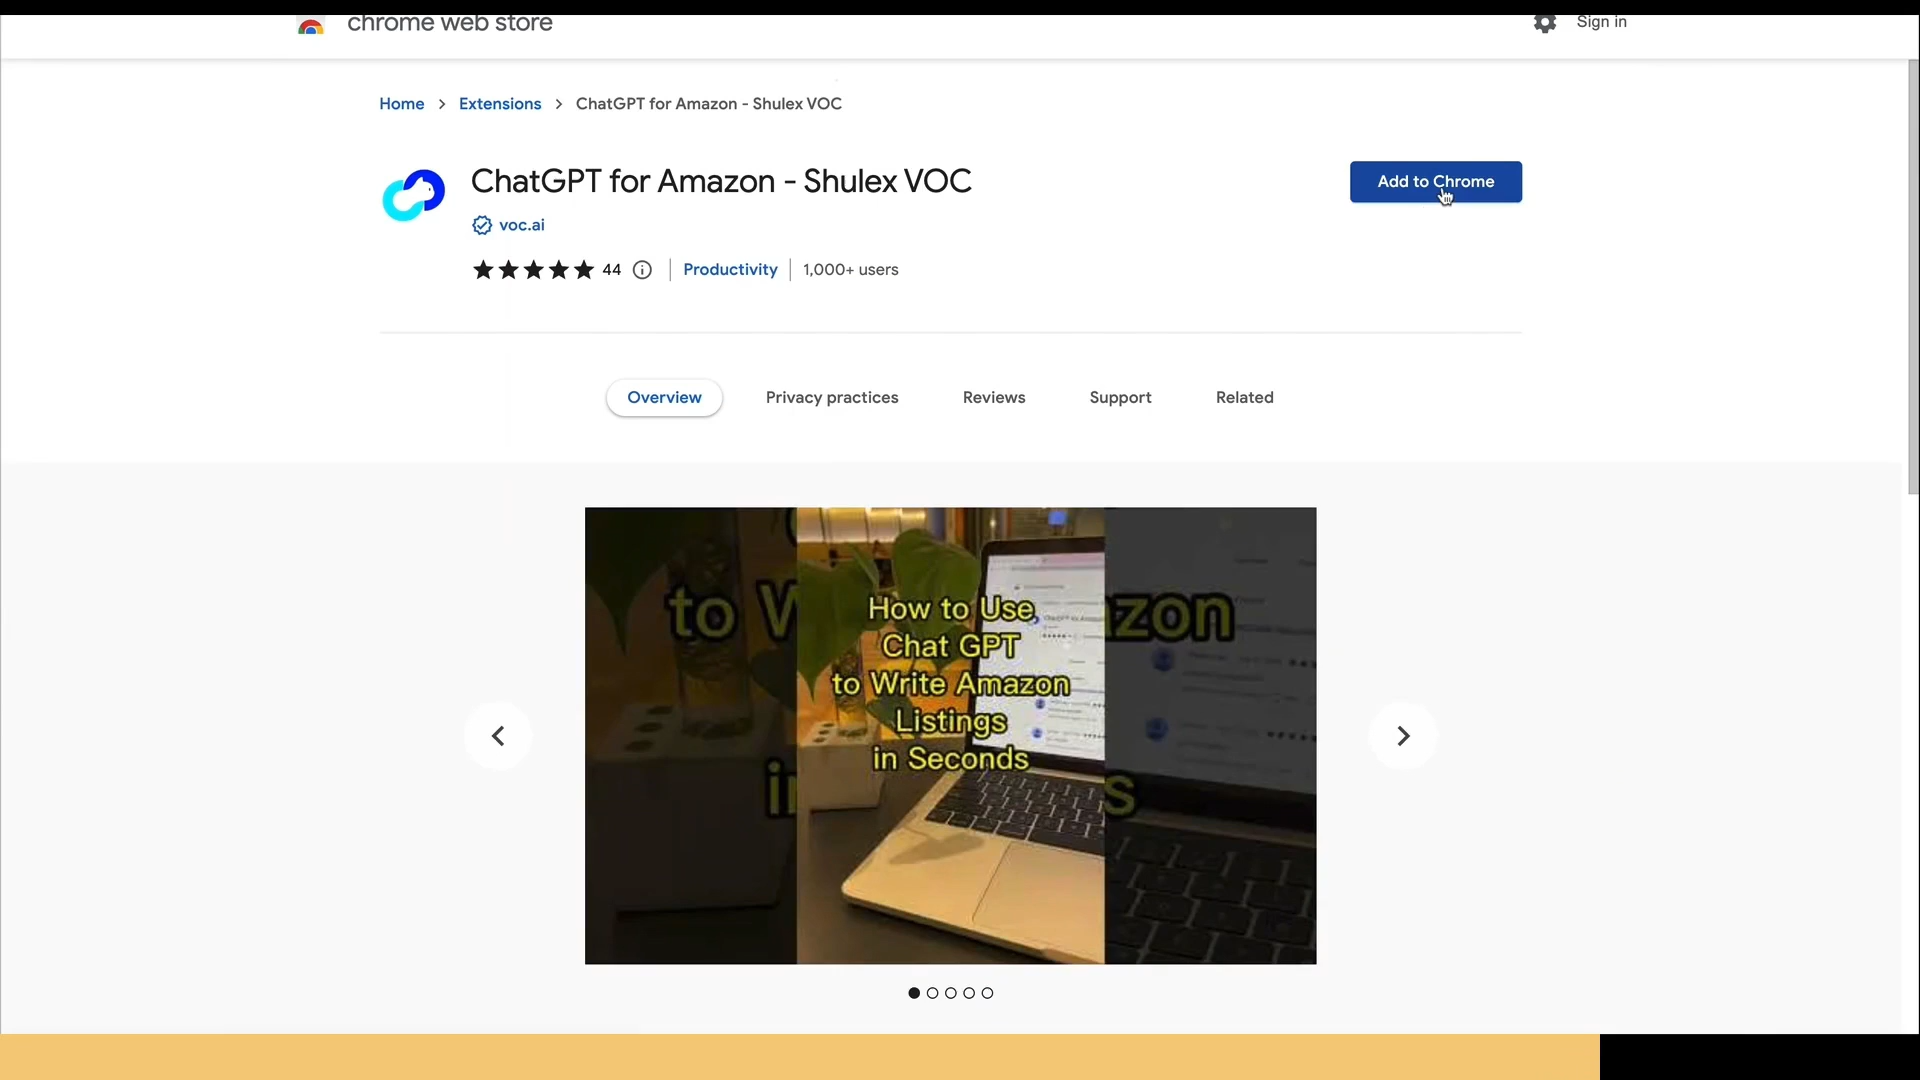 chrome web store
Sign in
Home > Extensions > ChatGPT for Amazon - Shulex VOC
ChatGPT for Amazon - Shulex VOC
Add to Chrome
voc.ai
44
Productivity
1,000+ users
Overview
Privacy practices
Reviews
Support
Related
How to Use
Chat GPT
to Write Amazon
Listings
in Seconds